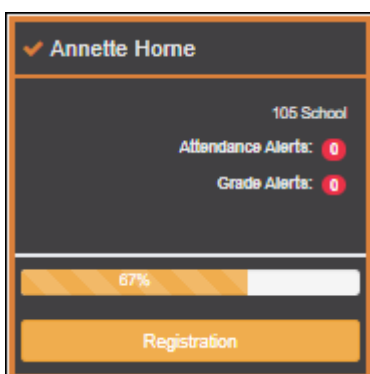 Annette Horne
105 School
Attendance Alerts: 0
Grade Alerts: 0
67%
Registration